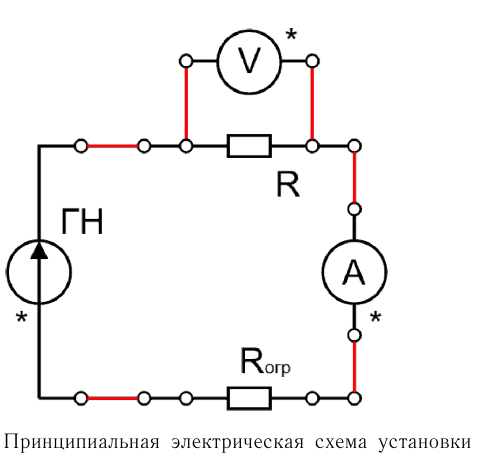 V *
R
ГН
A
*
*
Rогр
Принципиальная электрическая схема установки